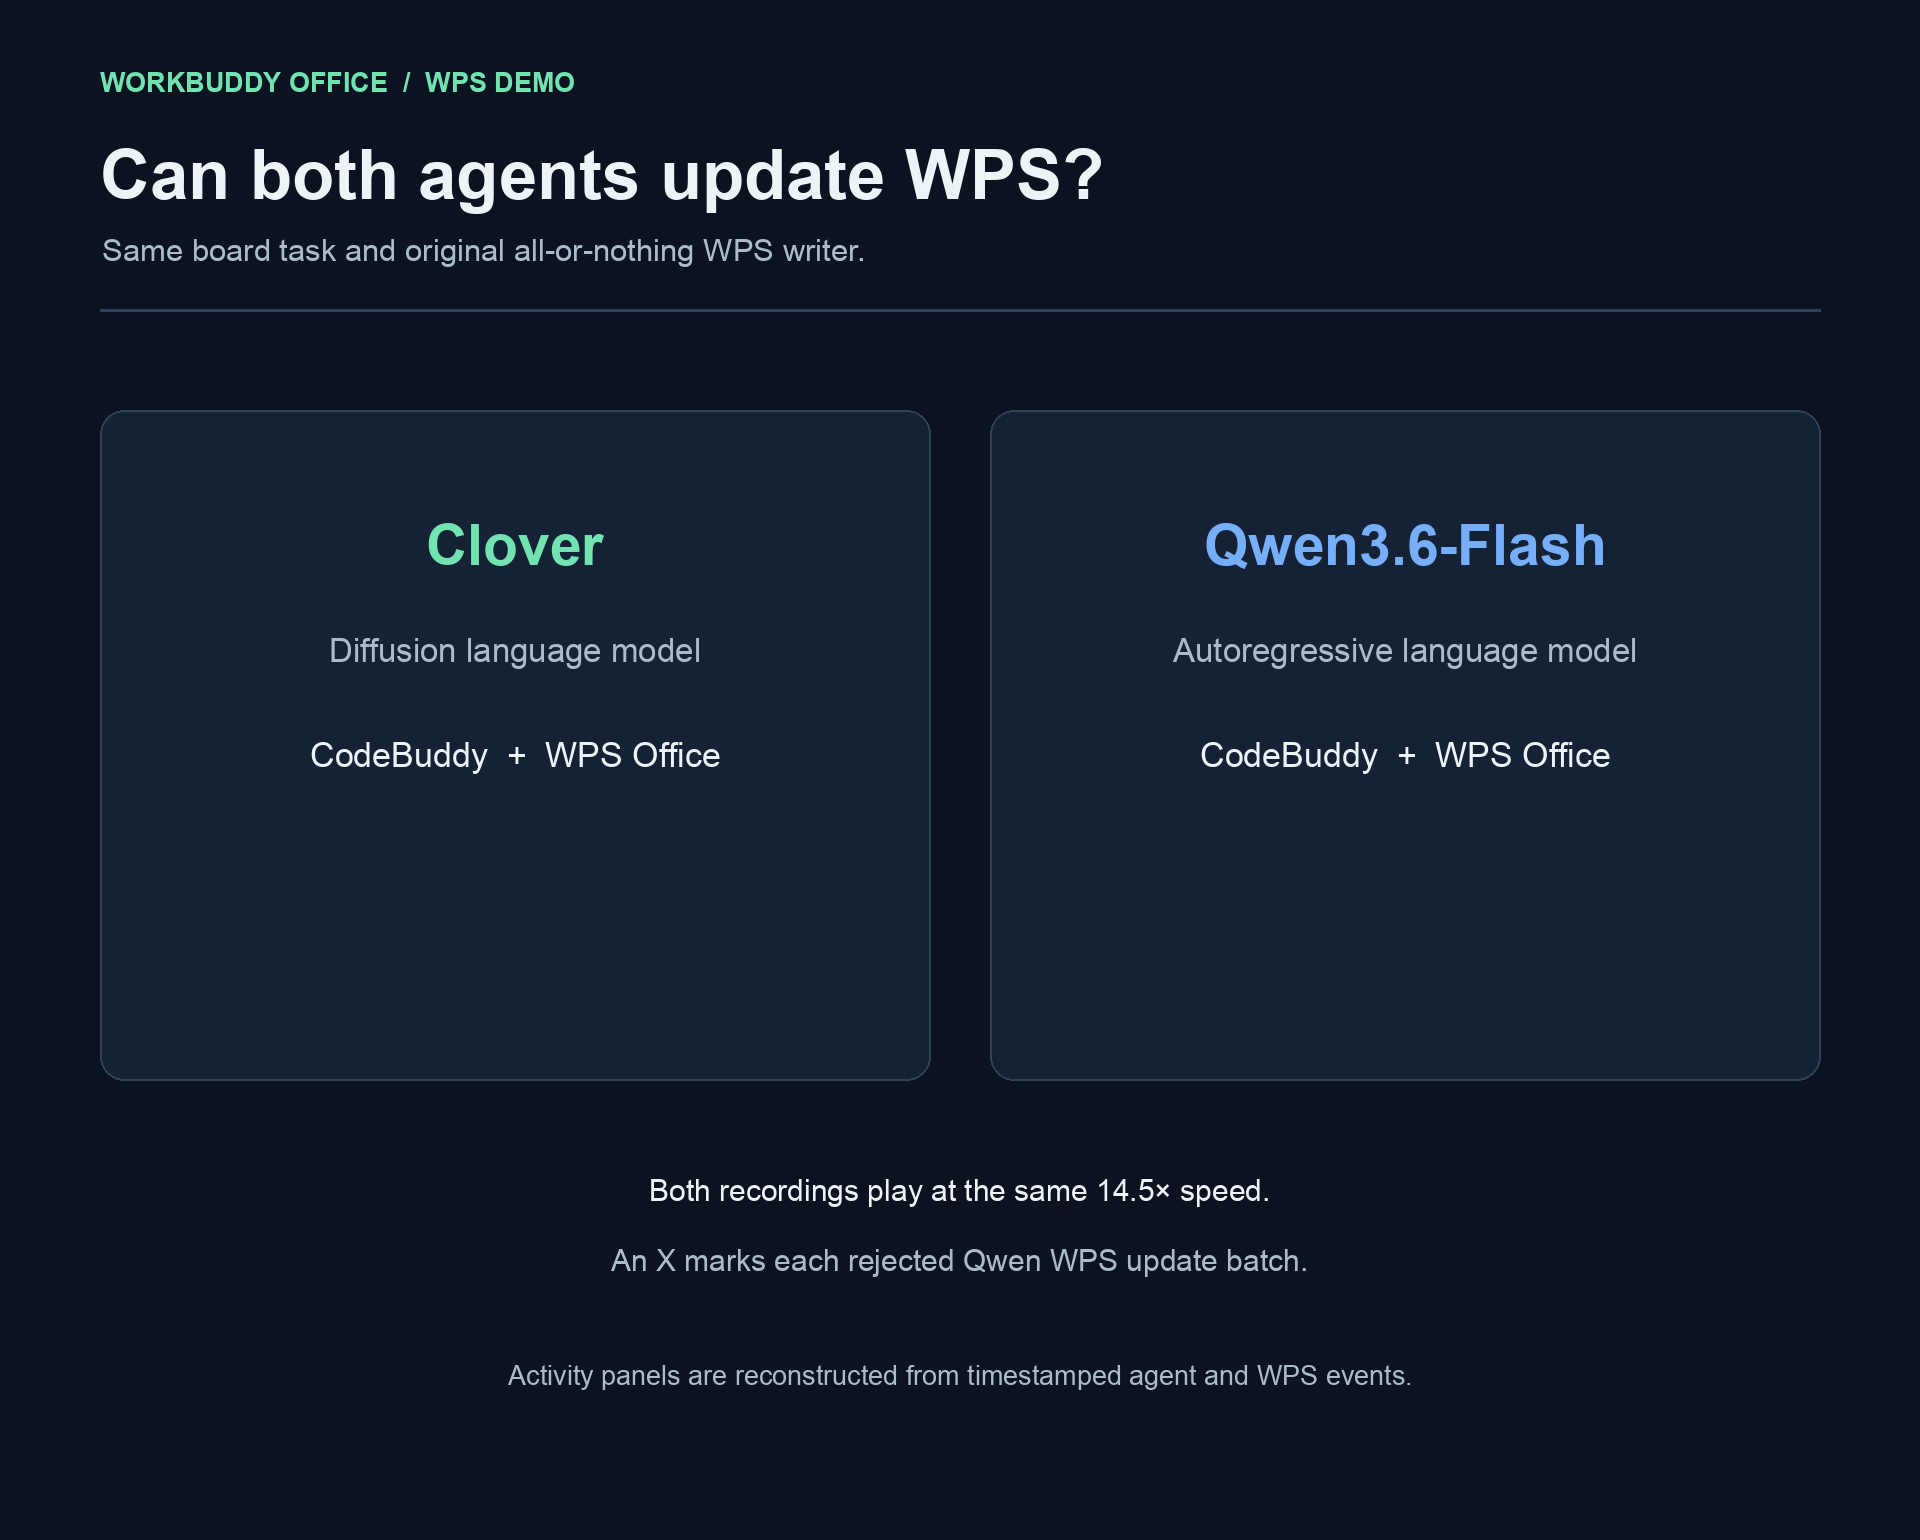 WORKBUDDY OFFICE / WPS DEMO
Can both agents update WPS?
Same board task and original all-or-nothing WPS writer.
Clover
Diffusion language model
CodeBuddy + WPS Office
Qwen3.6-Flash
Autoregressive language model
CodeBuddy + WPS Office
Both recordings play at the same 14.5× speed.
An X marks each rejected Qwen WPS update batch.
Activity panels are reconstructed from timestamped agent and WPS events.